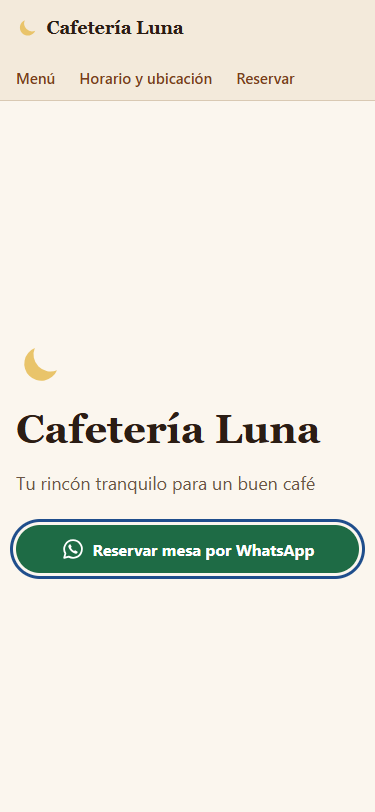 Cafetería Luna
Menú Horario y ubicación Reservar
Cafetería Luna
Tu rincón tranquilo para un buen café
Reservar mesa por WhatsApp